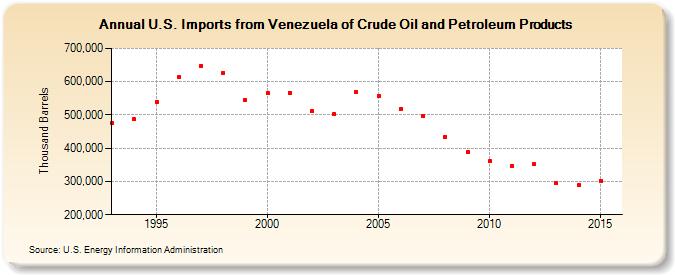 Annual U.S. Imports from Venezuela of Crude Oil and Petroleum Products
Thousand Barrels
700,000
600,000
500,000
400,000
300,000
200,000
1995 2000 2005 2010 2015
Source: U.S. Energy Information Administration